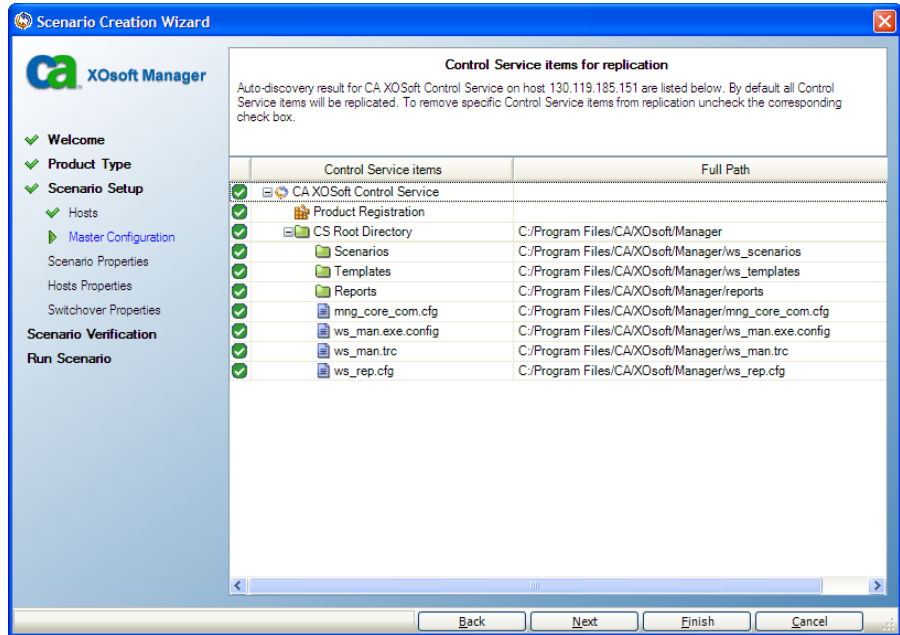 Scenario Creation Wizard
ca XOsoft Manager
Welcome
Product Type
Scenario Setup
Hosts
Master Configuration
Scenario Properties
Hosts Properties
Switchover Properties
Scenario Verification
Run Scenario
Control Service items for replication
Auto-discovery result for CA XOSoft Control Service on host 130.119.185.151 are listed below. By default all Control
Service items will be replicated. To remove specific Control Service items from replication uncheck the corresponding
check box.
Control Service items Full Path
CA XOSoft Control Service
Product Registration
CS Root Directory C:/Program Files/CA/XOsoft/Manager
Scenarios C:/Program Files/CA/XOsoft/Manager/ws_scenarios
Templates C:/Program Files/CA/XOsoft/Manager/ws_templates
Reports C:/Program Files/CA/XOsoft/Manager/reports
mng_core_com.cfg C:/Program Files/CA/XOsoft/Manager/mng_core_com.cfg
ws_man.exe.config C:/Program Files/CA/XOsoft/Manager/ws_man.exe.config
ws_man.trc C:/Program Files/CA/XOsoft/Manager/ws_man.trc
ws_rep.cfg C:/Program Files/CA/XOsoft/Manager/ws_rep.cfg
Back Next Finish Cancel